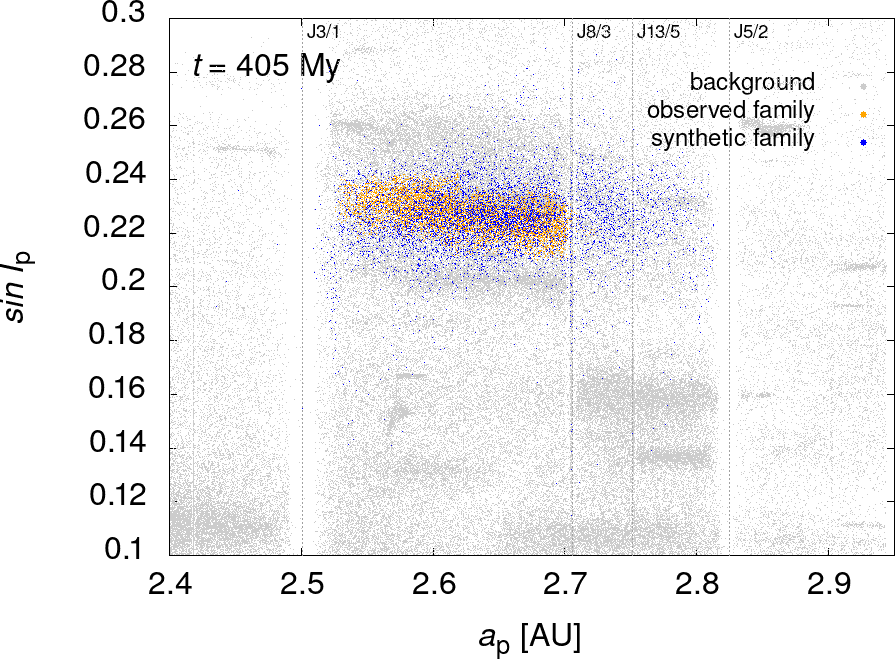 0.3
0.28
0.26
0.24
0.22
0.2
0.18
0.16
0.14
0.12
0.1
sin Ip
J3/1
J8/3
J13/5
J5/2
t = 405 My
background
observed family
synthetic family
2.4
2.5
2.6
2.7
2.8
2.9
ap [AU]